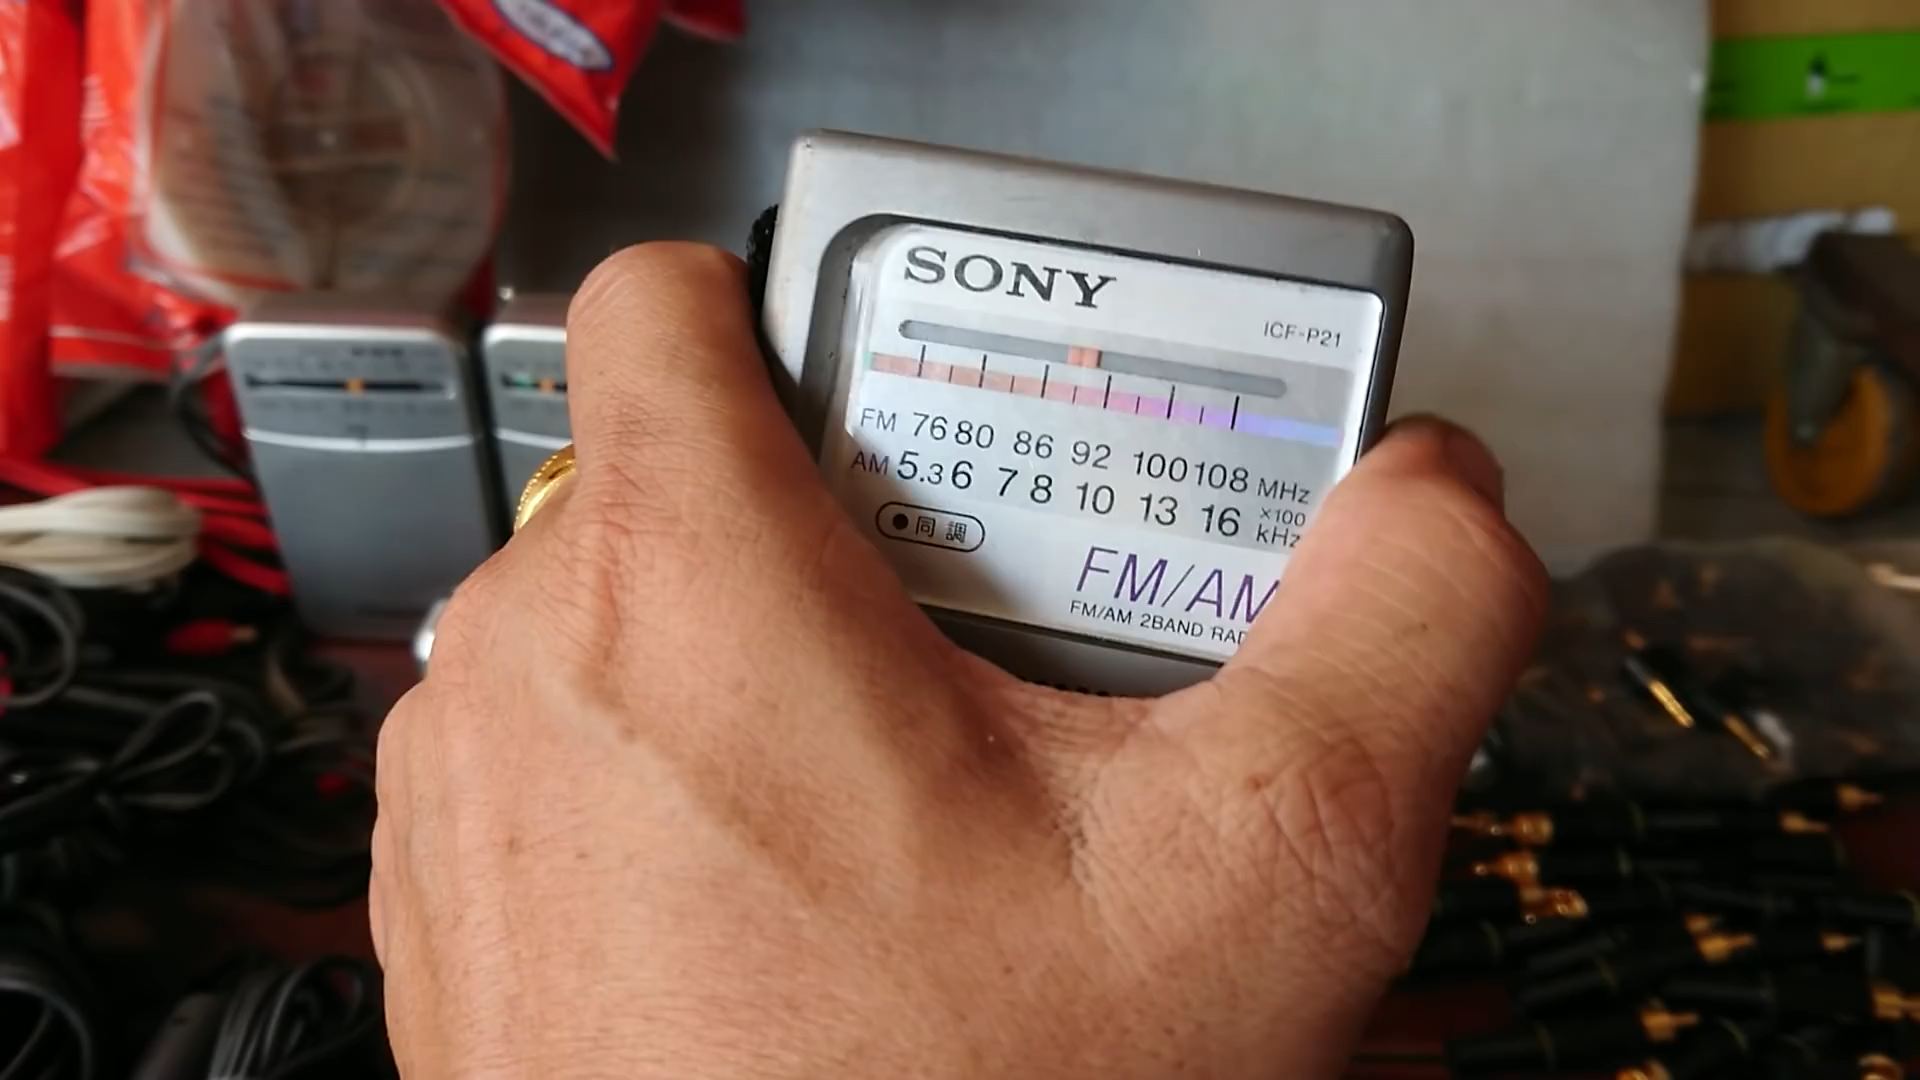 SONY
ICF-P21
FM 76 80 86 92 100 108 MHz
AM 5.3 6 7 8 10 13 16 ×100 kHz
同調
FM/AM
FM/AM 2BAND